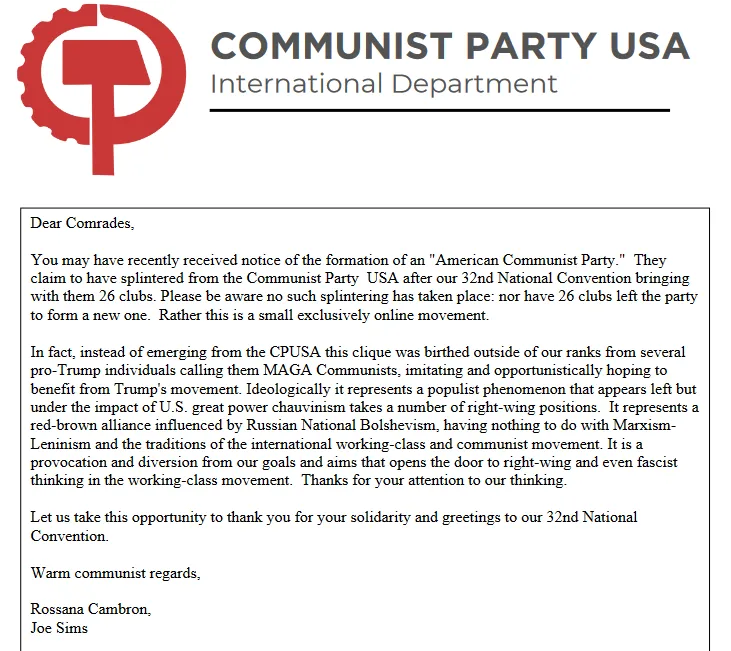 COMMUNIST PARTY USA
International Department
Dear Comrades,
You may have recently received notice of the formation of an "American Communist Party."  They
claim to have splintered from the Communist Party  USA after our 32nd National Convention bringing
with them 26 clubs. Please be aware no such splintering has taken place: nor have 26 clubs left the party
to form a new one.  Rather this is a small exclusively online movement.
In fact, instead of emerging from the CPUSA this clique was birthed outside of our ranks from several
pro-Trump individuals calling them MAGA Communists, imitating and opportunistically hoping to
benefit from Trump's movement. Ideologically it represents a populist phenomenon that appears left but
under the impact of U.S. great power chauvinism takes a number of right-wing positions.  It represents a
red-brown alliance influenced by Russian National Bolshevism, having nothing to do with Marxism-
Leninism and the traditions of the international working-class and communist movement. It is a
provocation and diversion from our goals and aims that opens the door to right-wing and even fascist
thinking in the working-class movement.  Thanks for your attention to our thinking.
Let us take this opportunity to thank you for your solidarity and greetings to our 32nd National
Convention.
Warm communist regards,
Rossana Cambron,
Joe Sims